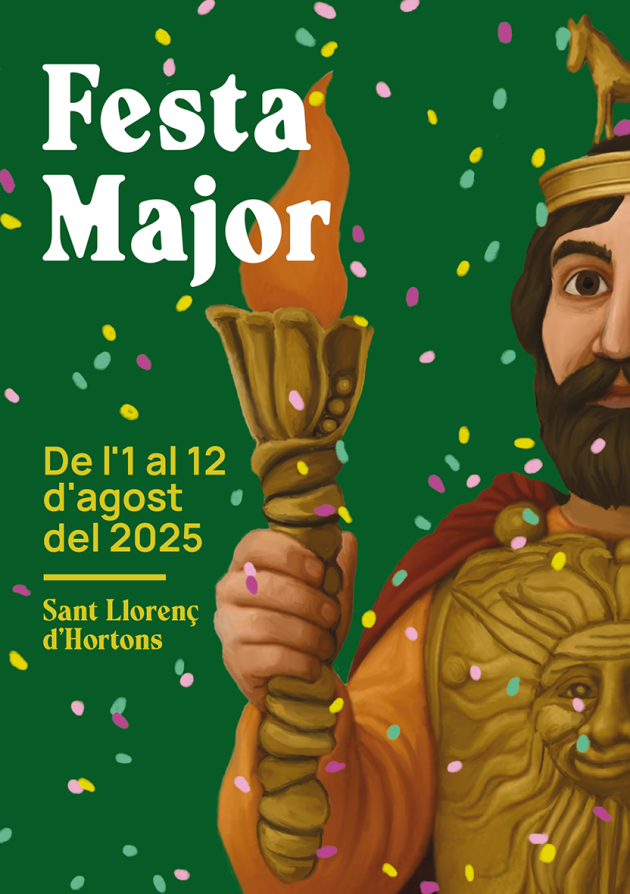 Festa
Major
De l'1 al 12
d'agost
del 2025
Sant Llorenç
d'Hortons